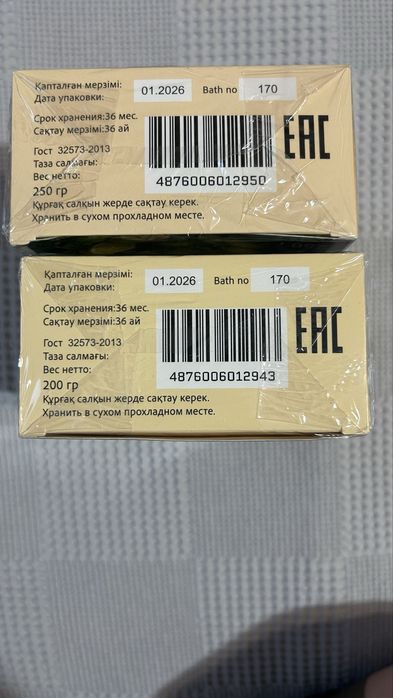 Қапталған мерзімі:
Дата упаковки: 01.2026 Bath no 170
Срок хранения:36 мес.
Сақтау мерзімі:36 ай
Гост 32573-2013
Таза салмағы:
Вес нетто:
250 гр
4876006012950
EAC
Құрғақ салқын жерде сақтау керек.
Хранить в сухом прохладном месте.
Қапталған мерзімі:
Дата упаковки: 01.2026 Bath no 170
Срок хранения:36 мес.
Сақтау мерзімі:36 ай
Гост 32573-2013
Таза салмағы:
Вес нетто:
200 гр
4876006012943
EAC
Құрғақ салқын жерде сақтау керек.
Хранить в сухом прохладном месте.